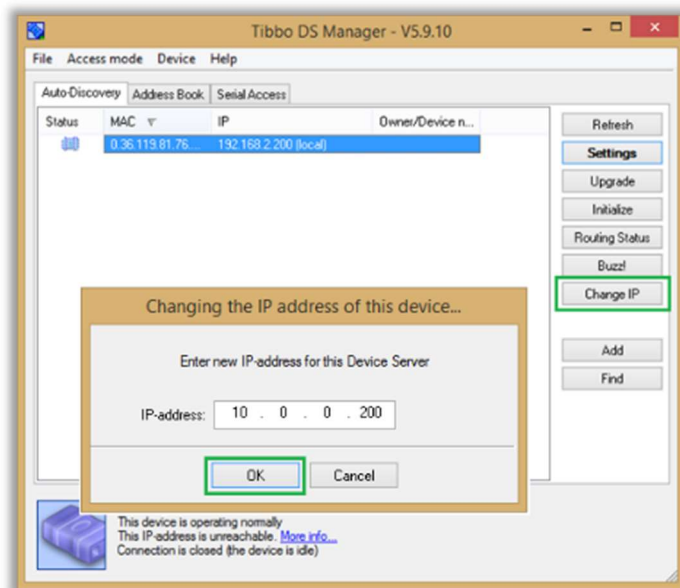 Tibbo DS Manager - V5.9.10
File Access mode Device Help
Auto-Discovery Address Book Serial Access
Status MAC IP Owner/Device n...
0.36.119.81.76.... 192.168.2.200 (local)
Refresh
Settings
Upgrade
Initialize
Routing Status
Buzz!
Change IP
Add
Find
Changing the IP address of this device...
Enter new IP-address for this Device Server
IP-address: 10 . 0 . 0 . 200
OK Cancel
This device is operating normally
This IP-address is unreachable. More info...
Connection is closed (the device is idle)